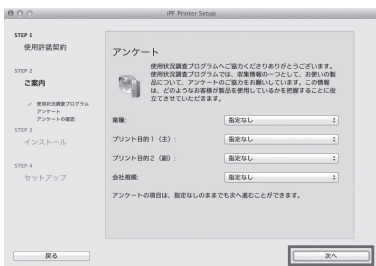 iPF Printer Setup
STEP 1
使用許諾契約
STEP 2
ご案内
使用状況調査プログラム
アンケート
アンケートの確認
STEP 3
インストール
STEP 4
セットアップ
アンケート
使用状況調査プログラムへご協力くださりありがとうございます。
使用状況調査プログラムでは、収集情報の一つとして、お使いの製
品について、アンケートのご協力をお願いしています。この情報
は、どのようなお客様が製品を使用しているかを把握することに役
立てさせていただきます。
業種: 指定なし
プリント目的1（主）: 指定なし
プリント目的2（副）: 指定なし
会社規模: 指定なし
アンケートの項目は、指定なしのままでも次へ進むことができます。
戻る
次へ